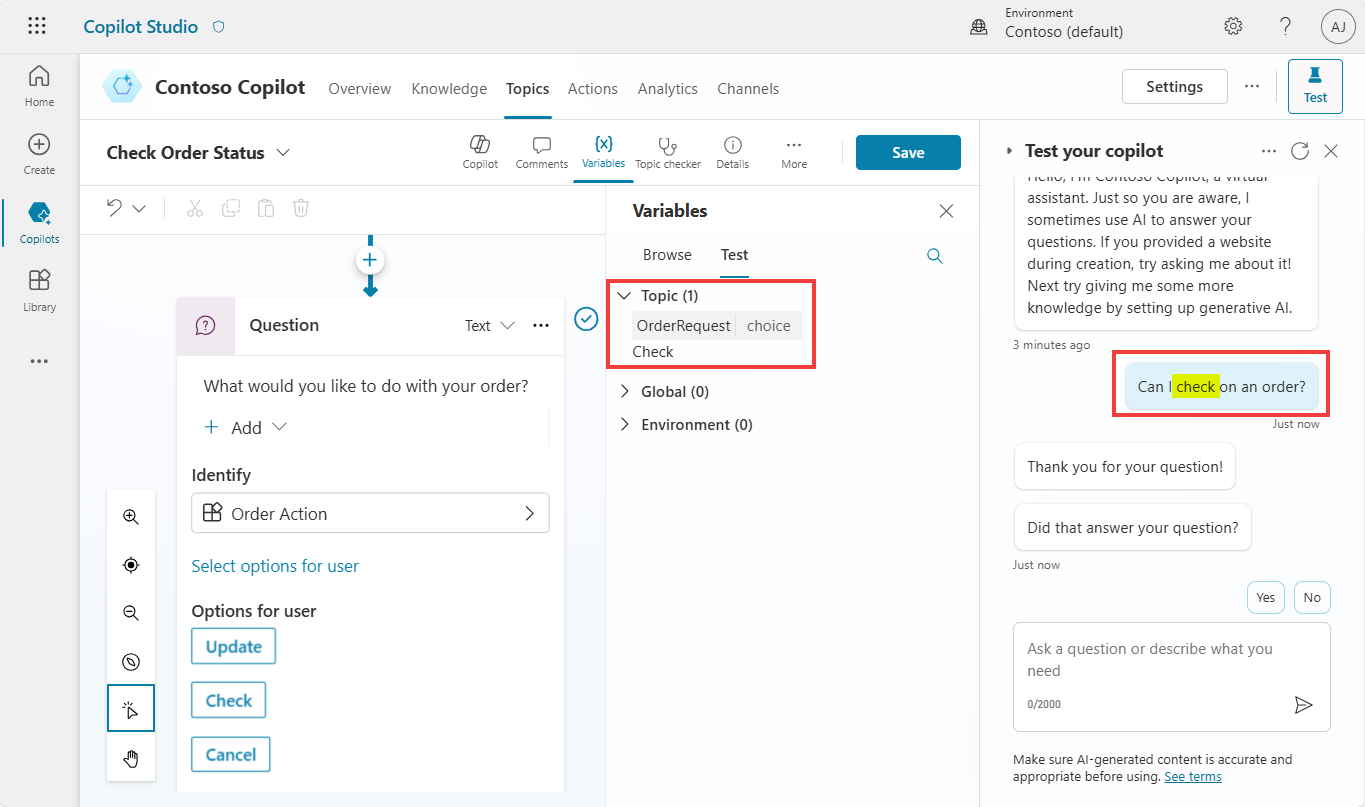 Copilot Studio
Environment
Contoso (default)
AJ
Home
Create
Copilots
Library
Contoso Copilot
Overview
Knowledge
Topics
Actions
Analytics
Channels
Settings
Test
Check Order Status
Copilot
Comments
Variables
Topic checker
Details
More
Save
Question
Text
What would you like to do with your order?
Add
Identify
Order Action
Select options for user
Options for user
Update
Check
Cancel
Variables
Browse
Test
Topic (1)
OrderRequest choice
Check
Global (0)
Environment (0)
Test your copilot
Hello, I'm Contoso Copilot, a virtual
assistant. Just so you are aware, I
sometimes use AI to answer your
questions. If you provided a website
during creation, try asking me about it!
Next try giving me some more
knowledge by setting up generative AI.
3 minutes ago
Can I check on an order?
Just now
Thank you for your question!
Did that answer your question?
Just now
Yes
No
Ask a question or describe what you
need
0/2000
Make sure AI-generated content is accurate and
appropriate before using. See terms